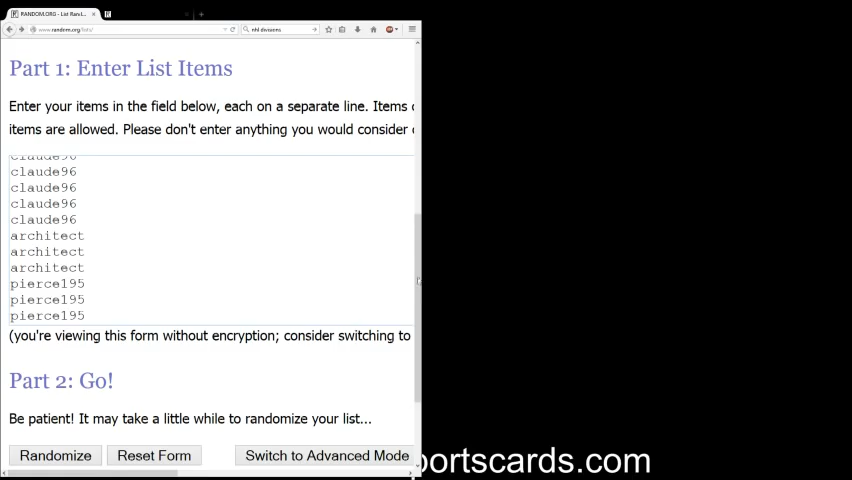 RANDOM.ORG - List Ran
www.random.org/lists/
nhl divisions
Part 1: Enter List Items
Enter your items in the field below, each on a separate line. Items
items are allowed. Please don't enter anything you would consider
claude96
claude96
claude96
claude96
claude96
architect
architect
architect
pierce195
pierce195
pierce195
(you're viewing this form without encryption; consider switching to
Part 2: Go!
Be patient! It may take a little while to randomize your list...
Randomize
Reset Form
Switch to Advanced Mode
portscards.com